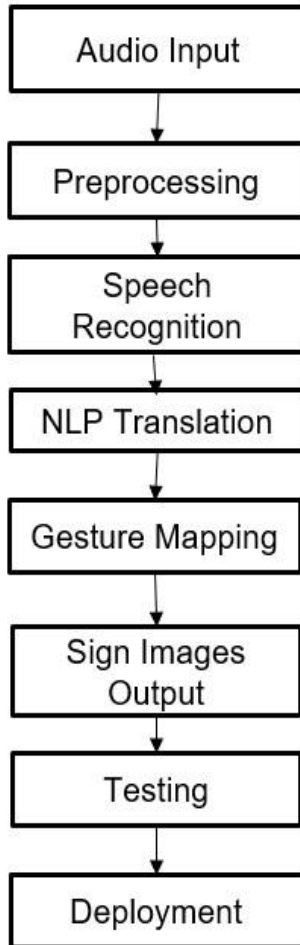 Audio Input
Preprocessing
Speech
Recognition
NLP Translation
Gesture Mapping
Sign Images
Output
Testing
Deployment